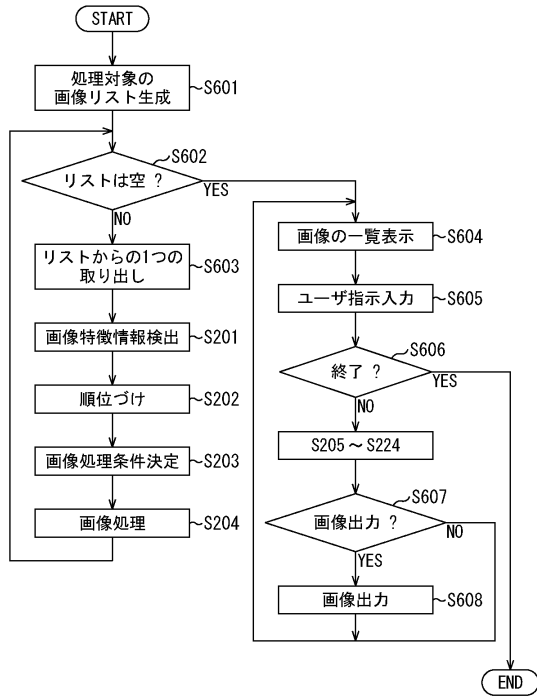 START
処理対象の
画像リスト生成
S601
S602
リストは空 ?
YES
NO
リストからの1つの
取り出し
S603
画像特徴情報検出
S201
順位づけ
S202
画像処理条件決定
S203
画像処理
S204
画像の一覧表示
S604
ユーザ指示入力
S605
S606
終了 ?
YES
NO
S205～S224
S607
画像出力 ?
NO
YES
画像出力
S608
END